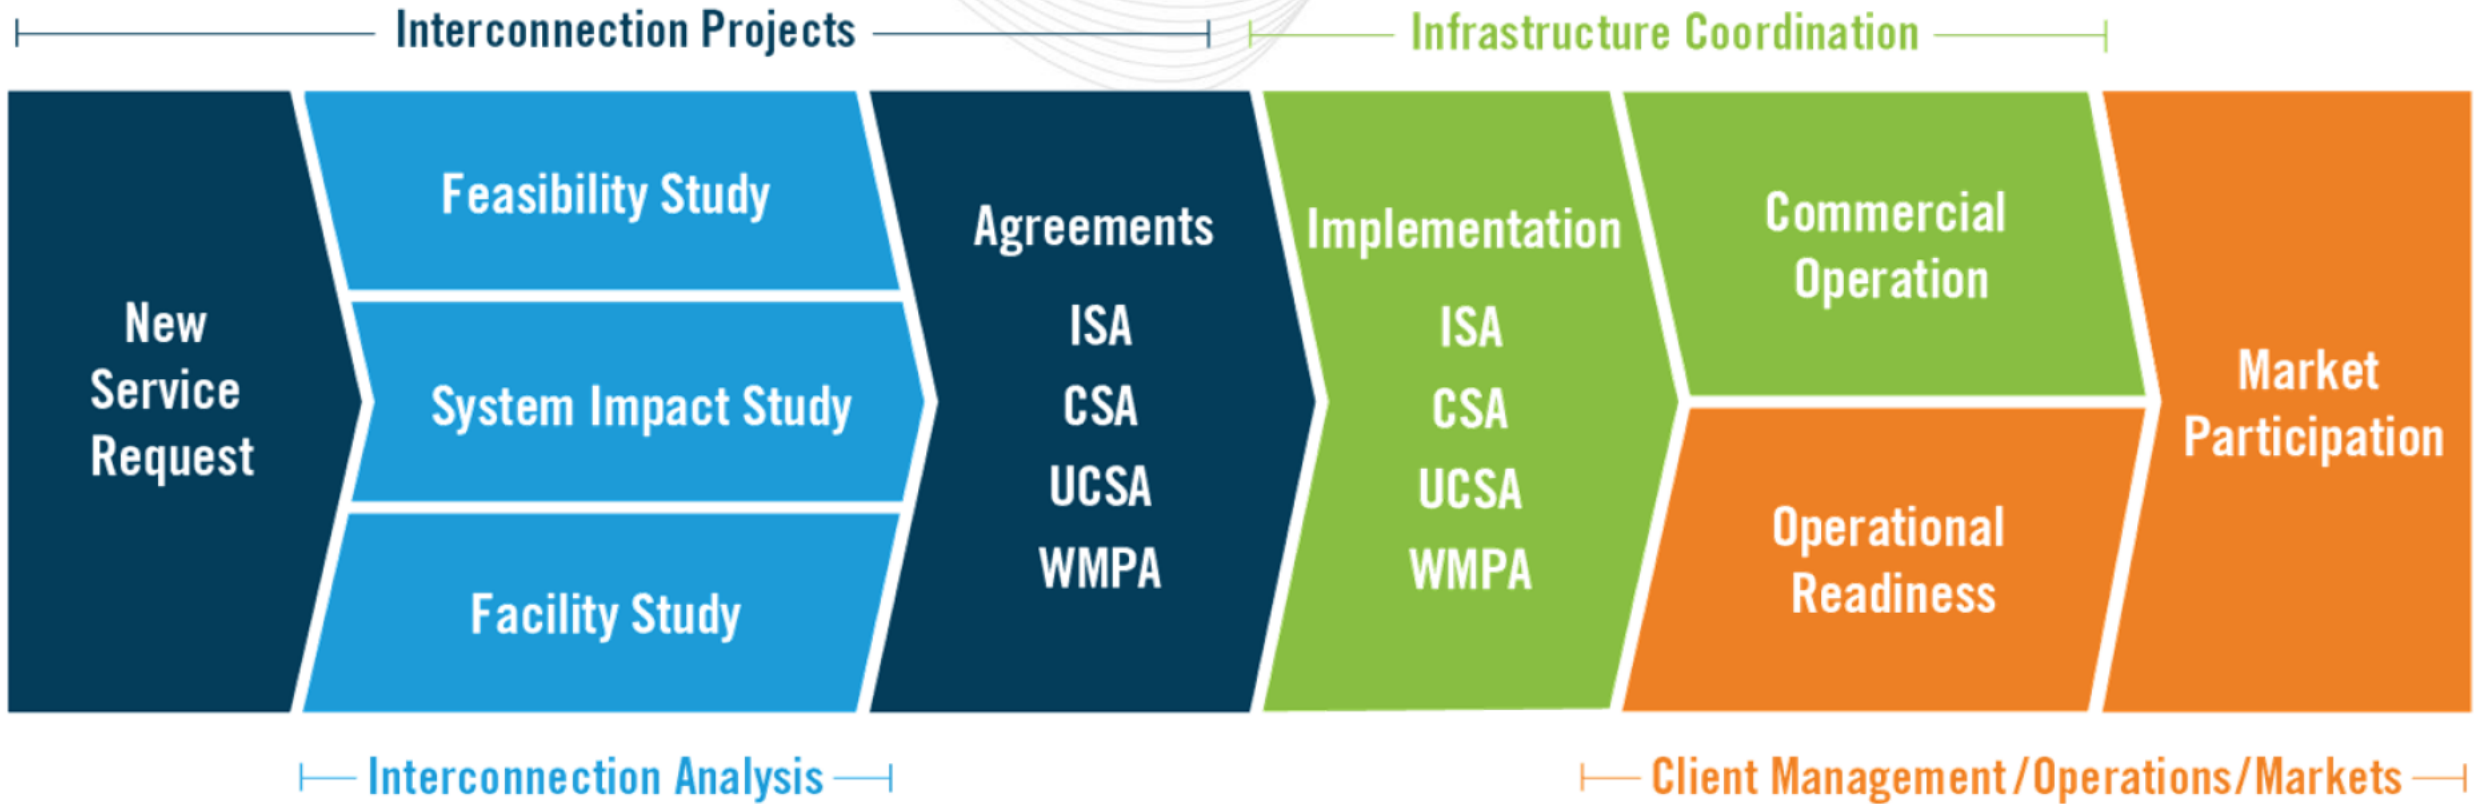 Interconnection Projects
Infrastructure Coordination
New
Service
Request
Feasibility Study
System Impact Study
Facility Study
Agreements
ISA
CSA
UCSA
WMPA
Implementation
ISA
CSA
UCSA
WMPA
Commercial
Operation
Operational
Readiness
Market
Participation
Interconnection Analysis
Client Management/Operations/Markets